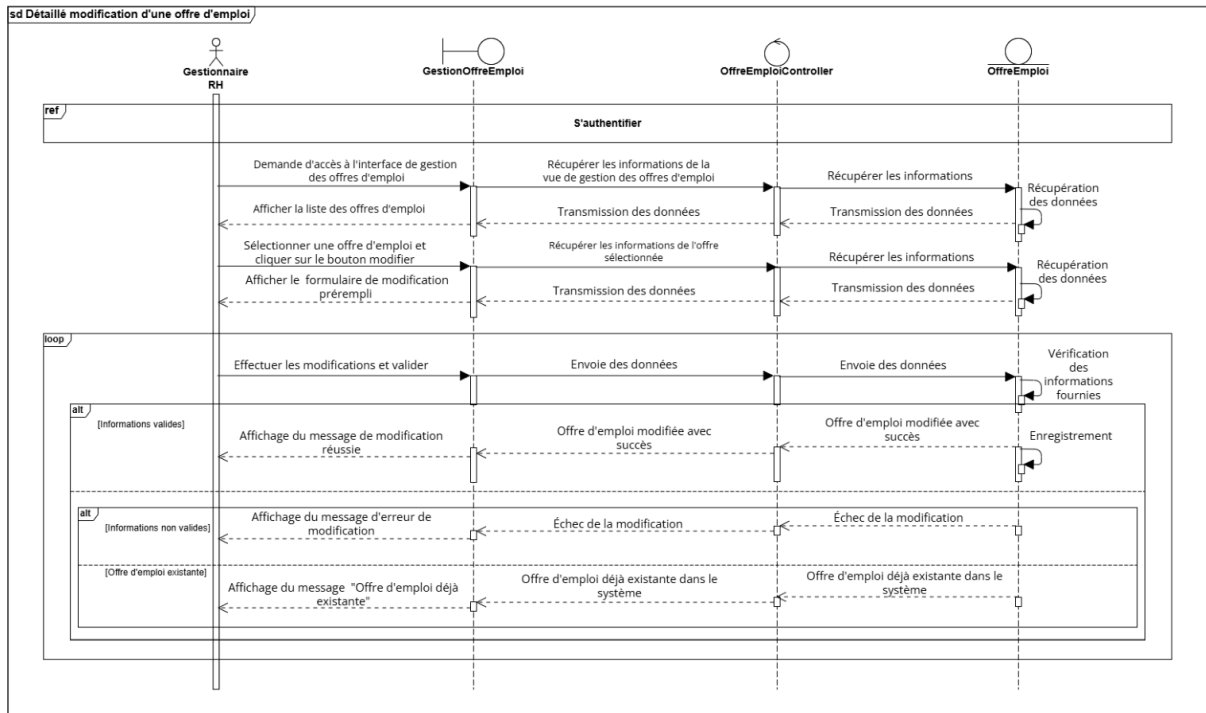 sd Détaillé modification d'une offre d'emploi
Gestionnaire
RH
GestionOffreEmploi
OffreEmploiController
OffreEmploi
ref
S'authentifier
Demande d'accès à l'interface de gestion
des offres d'emploi
Récupérer les informations de la
vue de gestion des offres d'emploi
Récupérer les informations
Récupération
des données
Afficher la liste des offres d'emploi
Transmission des données
Transmission des données
Sélectionner une offre d'emploi et
cliquer sur le bouton modifier
Récupérer les informations de l'offre
sélectionnée
Récupérer les informations
Récupération
des données
Afficher le formulaire de modification
prérempli
Transmission des données
Transmission des données
loop
Effectuer les modifications et valider
Envoie des données
Envoie des données
Vérification
des
informations
fournies
alt
[Informations valides]
Affichage du message de modification
réussie
Offre d'emploi modifiée avec
succès
Offre d'emploi modifiée avec
succès
Enregistrement
alt
[Informations non valides]
Affichage du message d'erreur de
modification
Échec de la modification
Échec de la modification
[Offre d'emploi existante]
Affichage du message "Offre d'emploi déjà
existante"
Offre d'emploi déjà existante dans le
système
Offre d'emploi déjà existante dans le
système